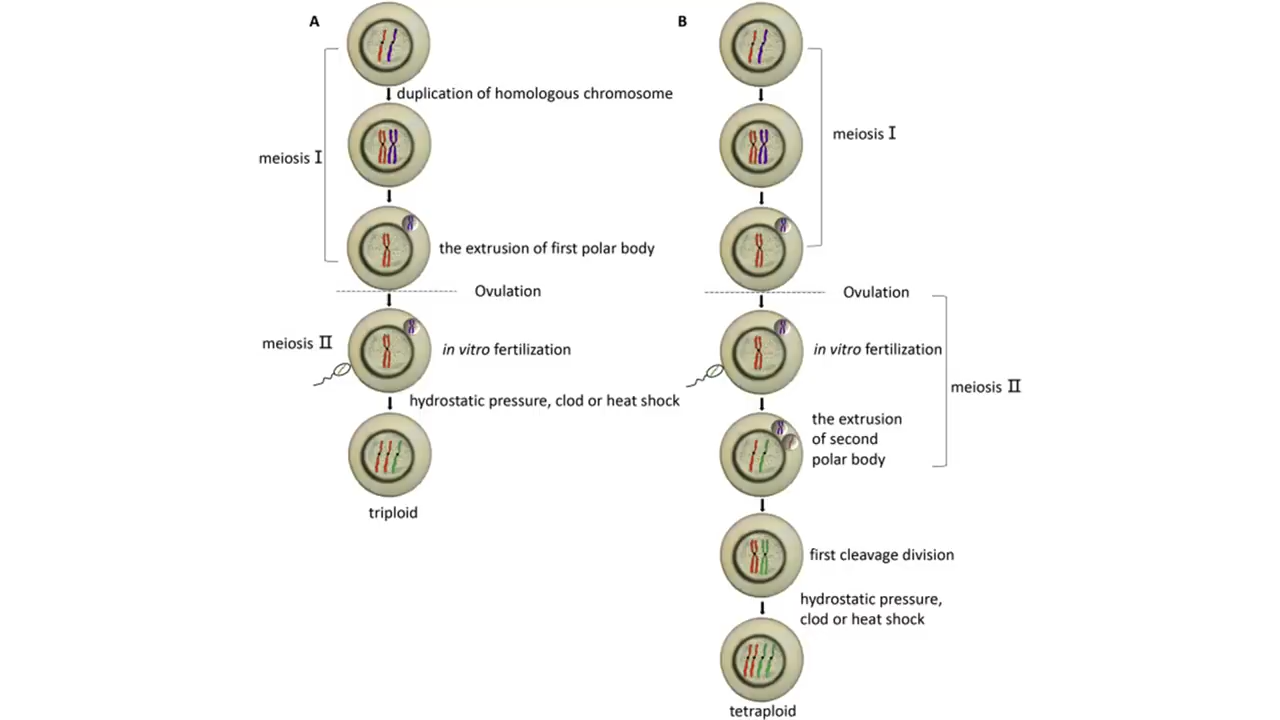 A
duplication of homologous chromosome
meiosis I
the extrusion of first polar body
Ovulation
meiosis II
in vitro fertilization
hydrostatic pressure, clod or heat shock
triploid
B
meiosis I
Ovulation
in vitro fertilization
meiosis II
the extrusion
of second
polar body
first cleavage division
hydrostatic pressure,
clod or heat shock
tetraploid